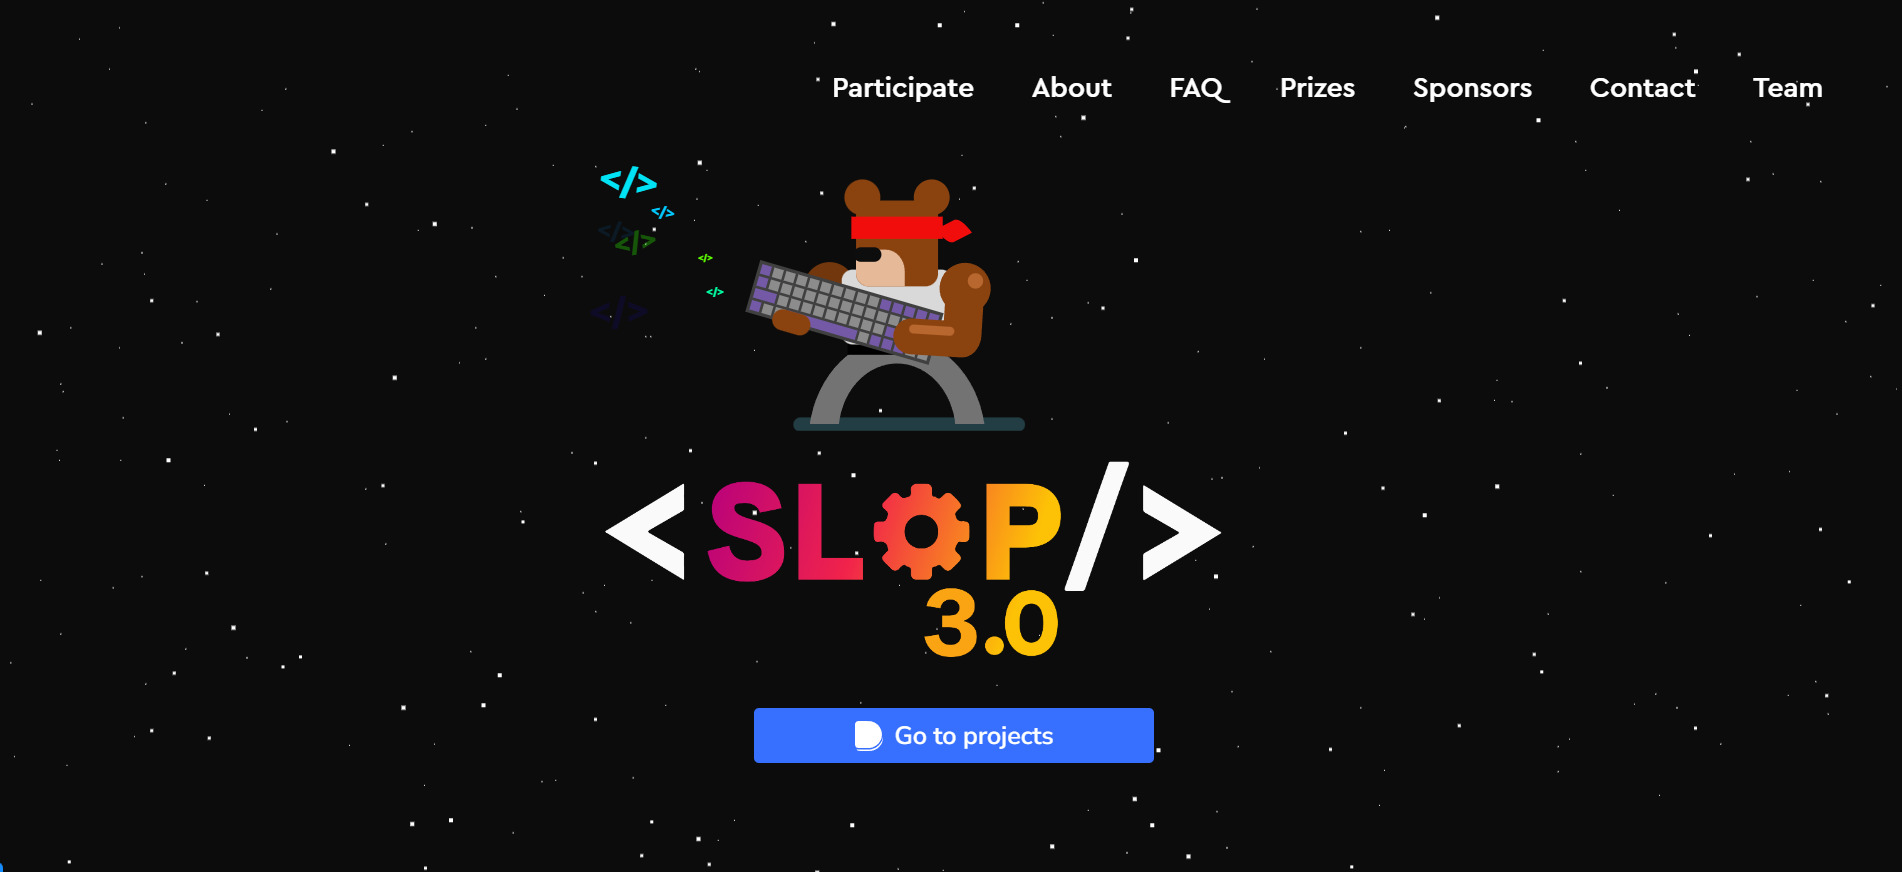 Participate About FAQ Prizes Sponsors Contact Team
</>
</>
</>
</>
</>
</>
</>
<SLOP/>
3.0
Go to projects